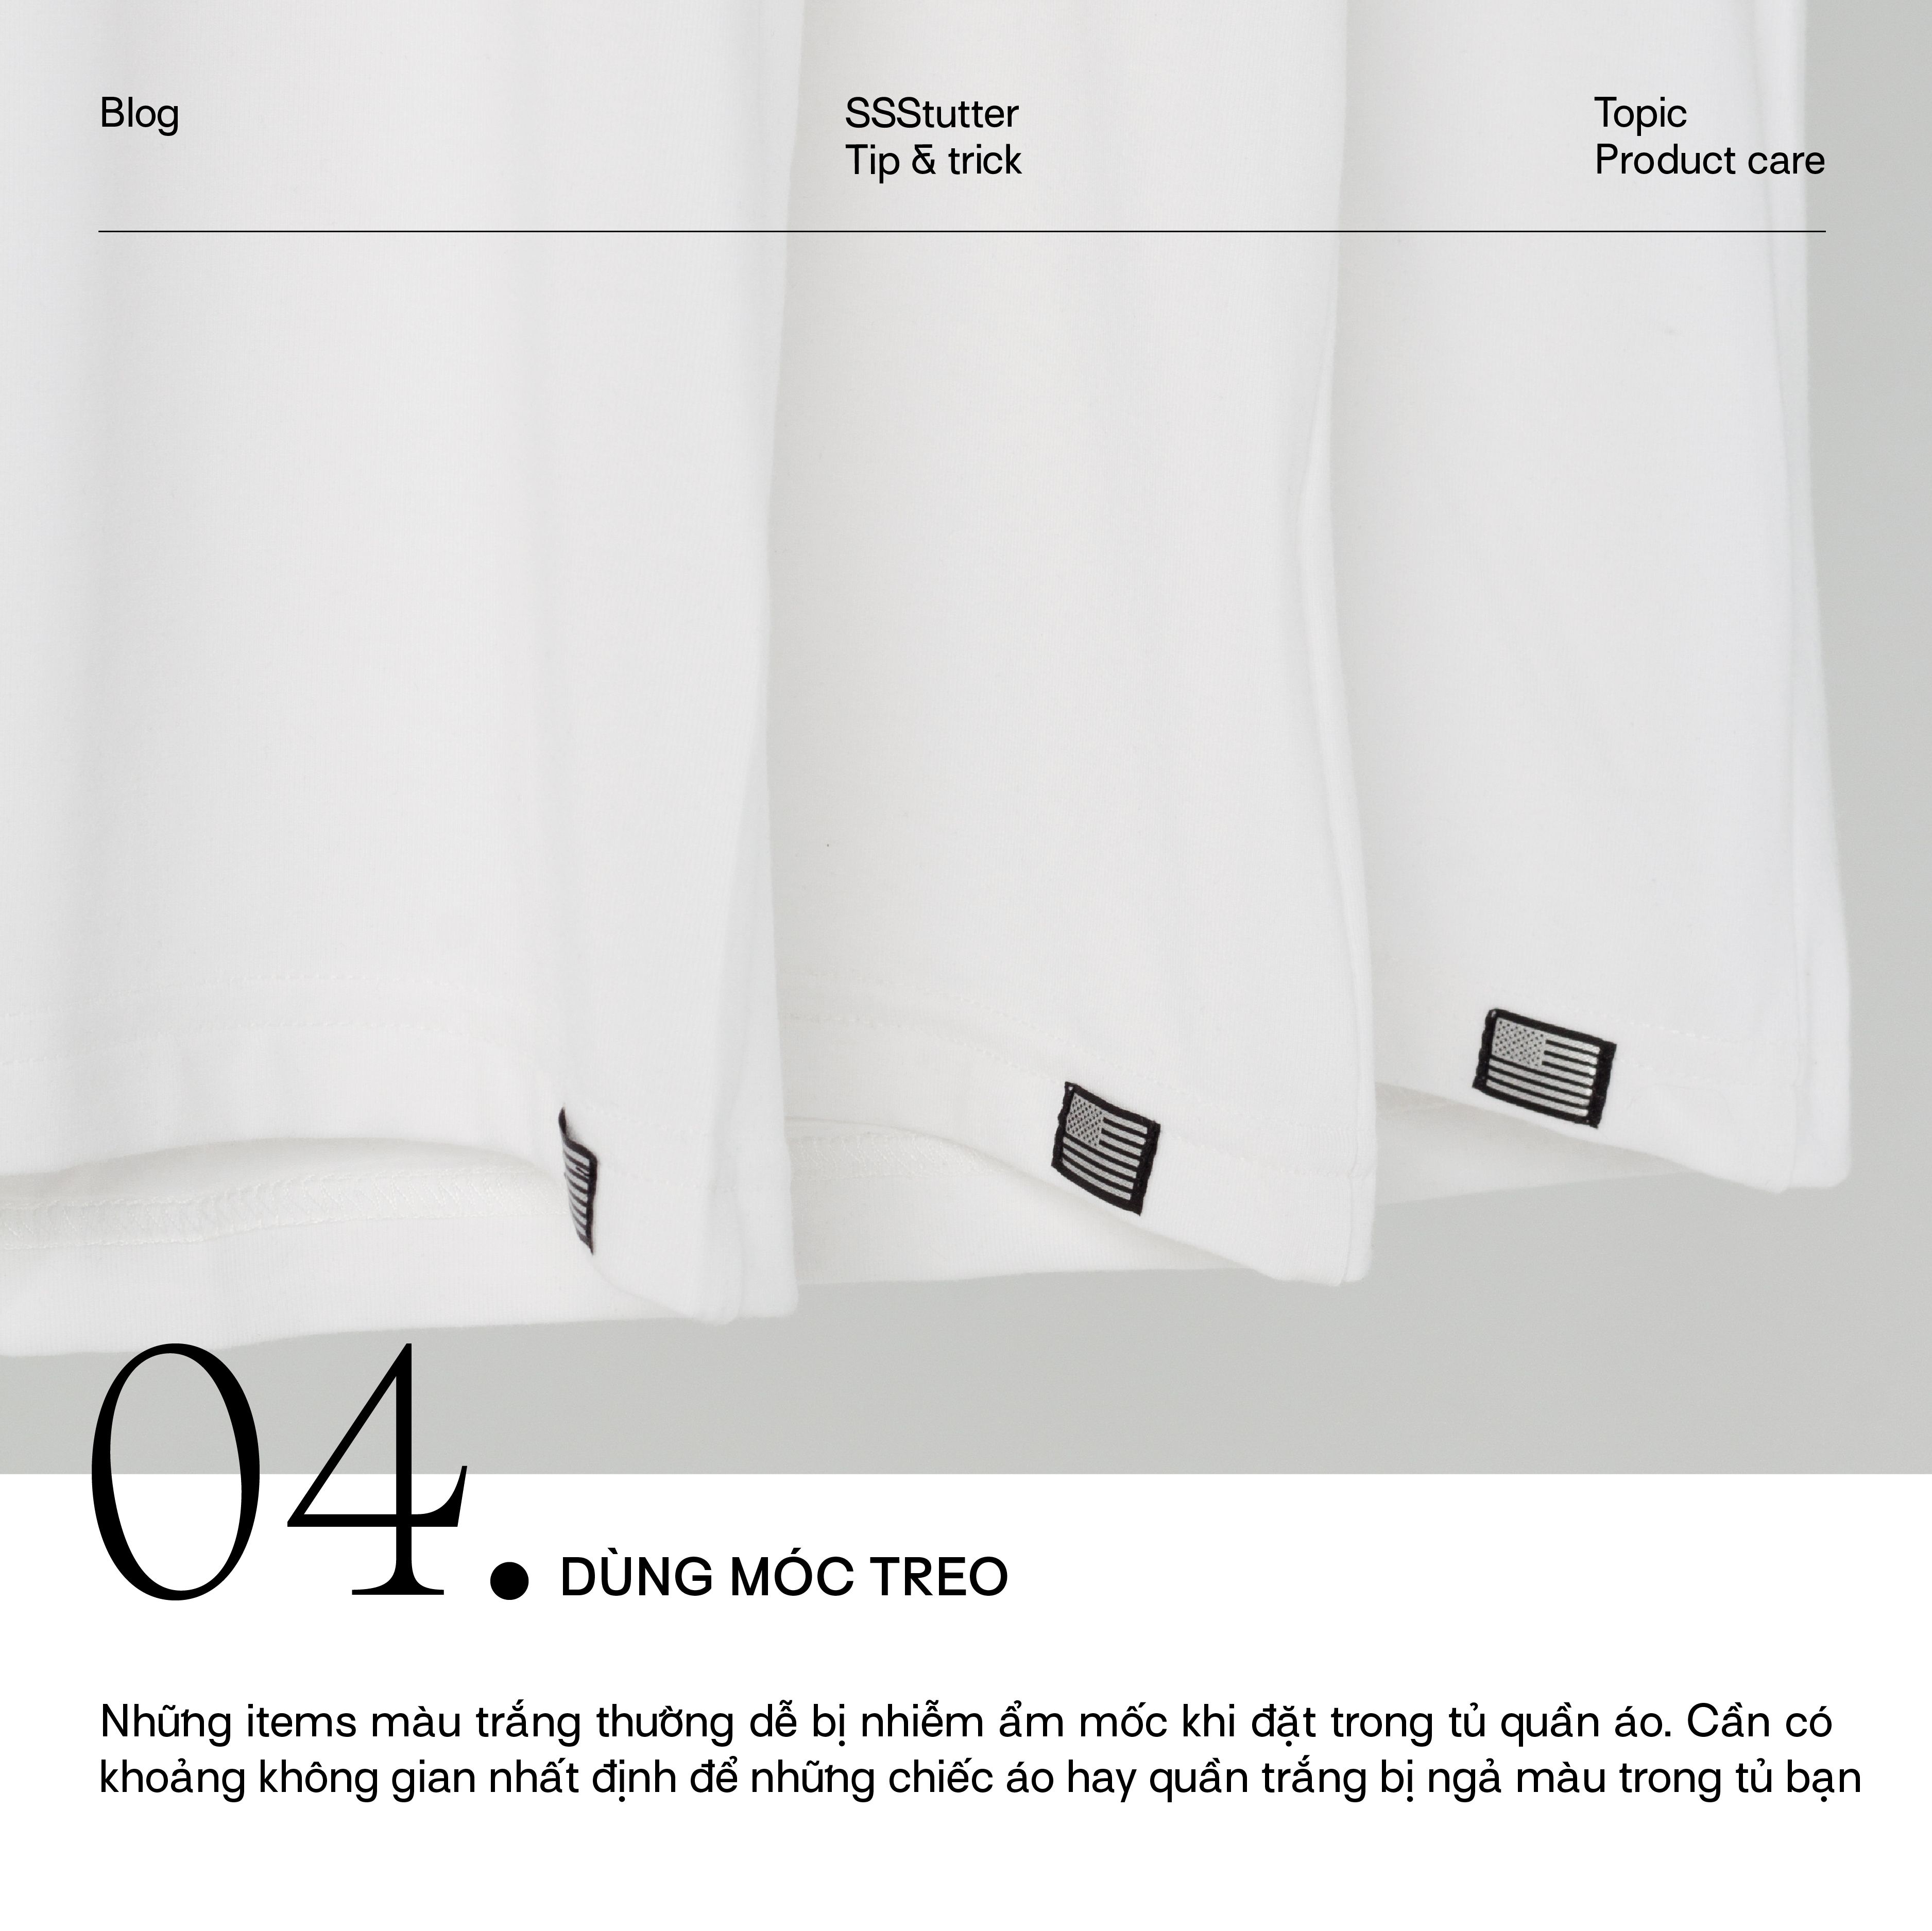 Blog
SSStutter
Tip & trick
Topic
Product care
04. DÙNG MÓC TREO
Những items màu trắng thường dễ bị nhiễm ẩm mốc khi đặt trong tủ quần áo. Cần có
khoảng không gian nhất định để những chiếc áo hay quần trắng bị ngả màu trong tủ bạn